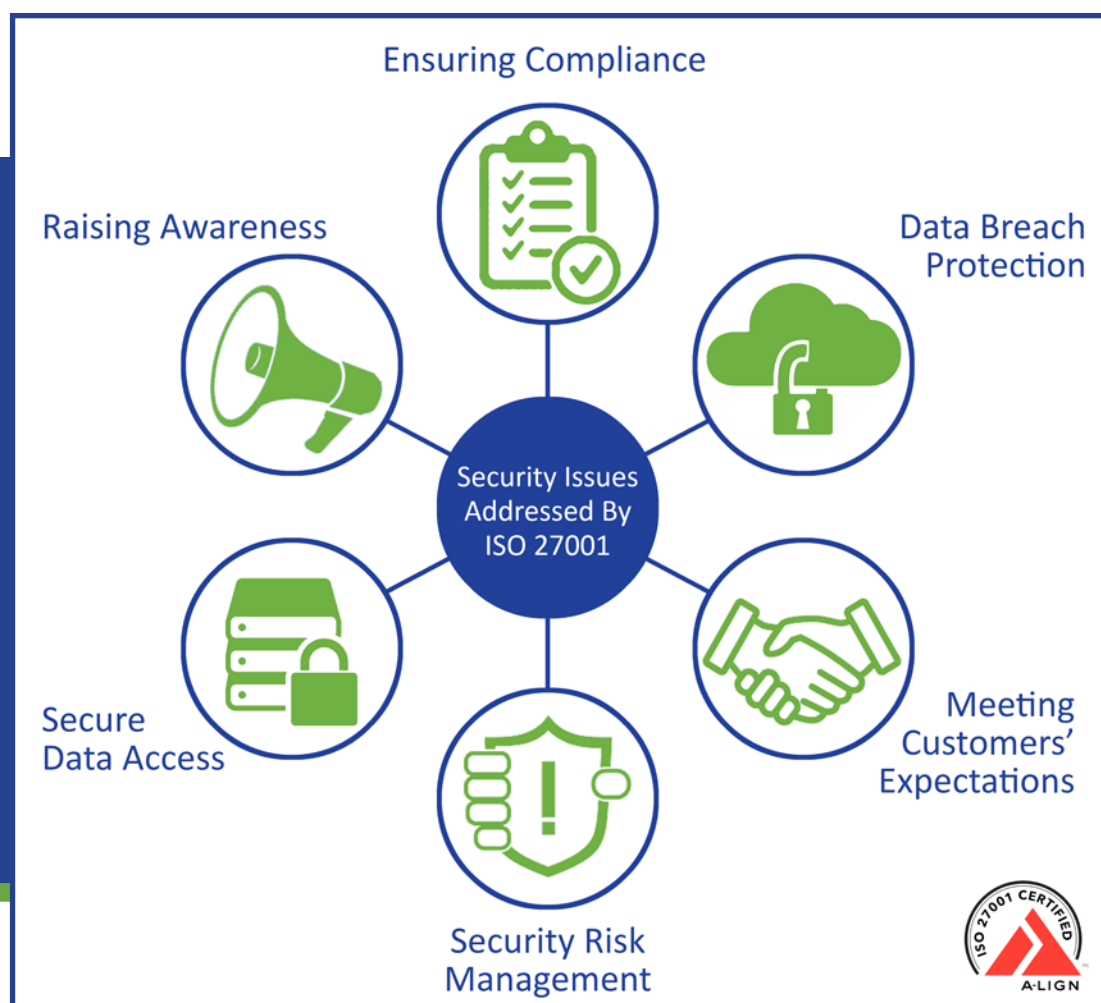 Ensuring Compliance
Raising Awareness
Data Breach
Protection
Security Issues
Addressed By
ISO 27001
Secure
Data Access
Meeting
Customers’
Expectations
Security Risk
Management
ISO 27001 CERTIFIED
A-LIGN